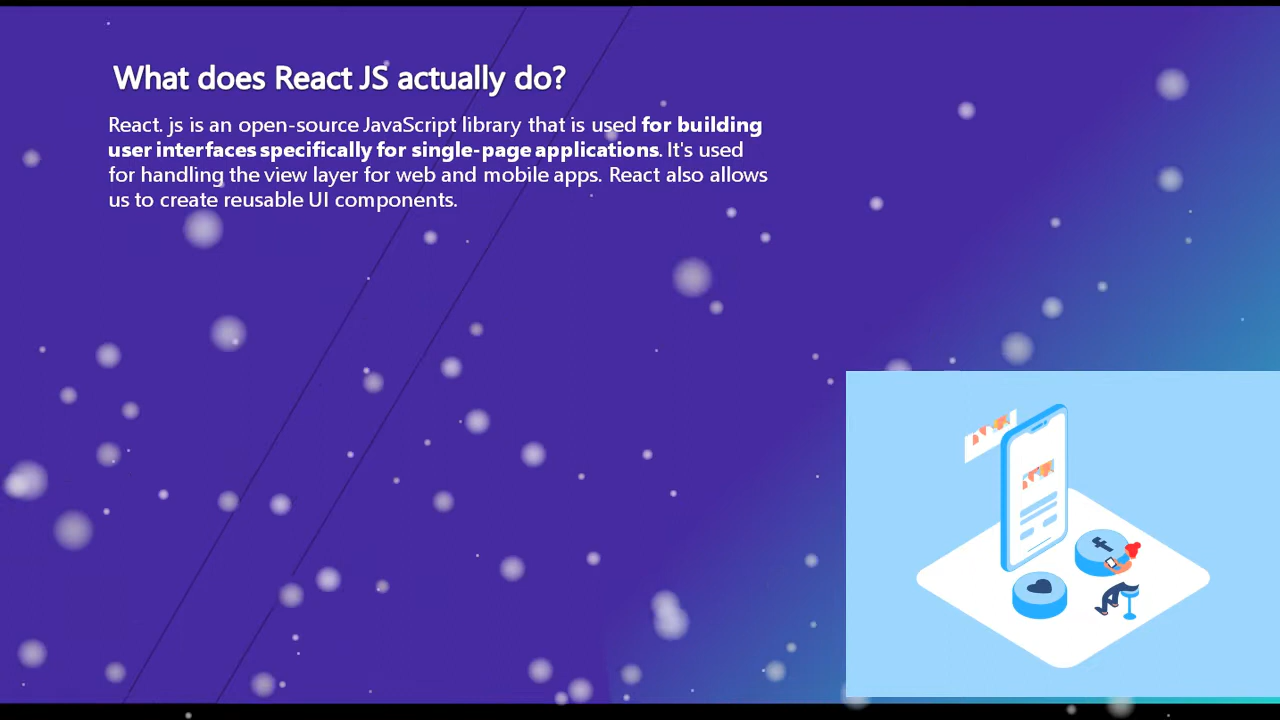 What does React JS actually do?
React. js is an open-source JavaScript library that is used for building
user interfaces specifically for single-page applications. It's used
for handling the view layer for web and mobile apps. React also allows
us to create reusable UI components.
f